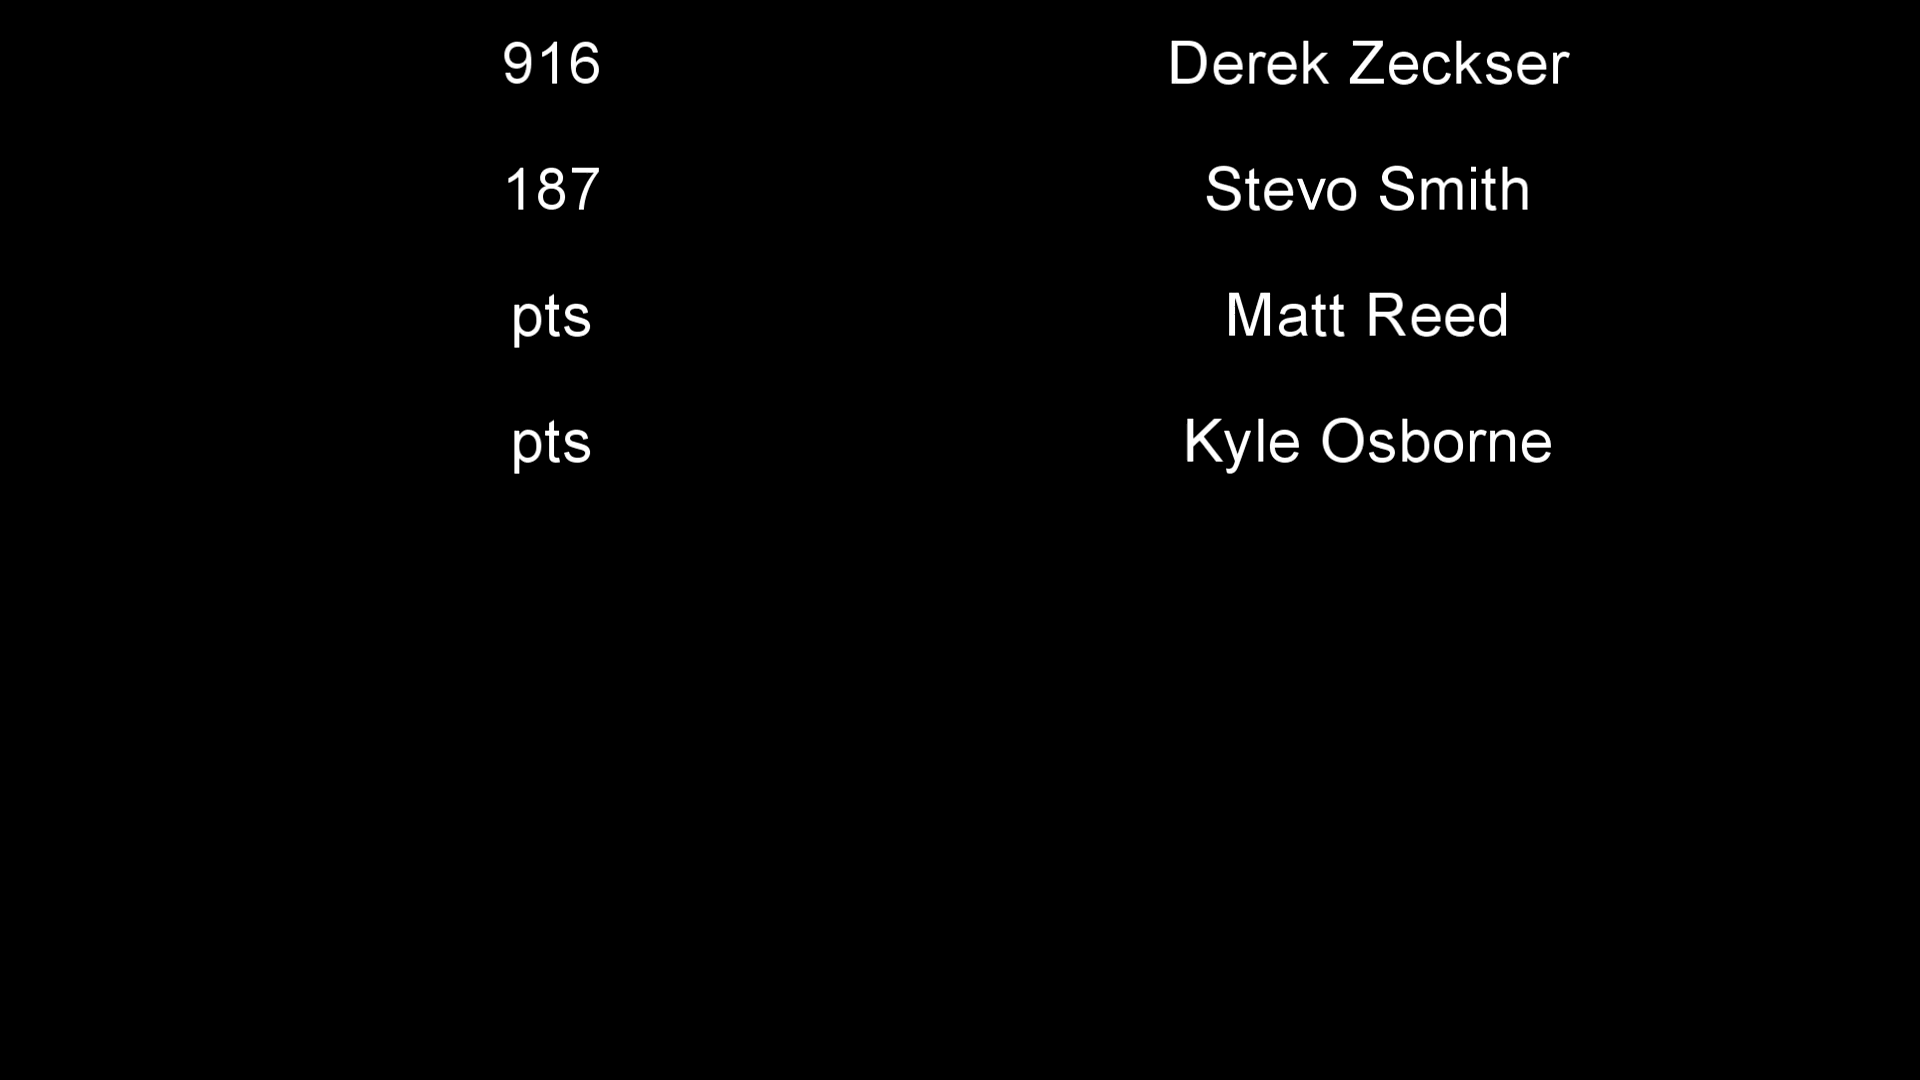 916 Derek Zeckser
187 Stevo Smith
pts Matt Reed
pts Kyle Osborne